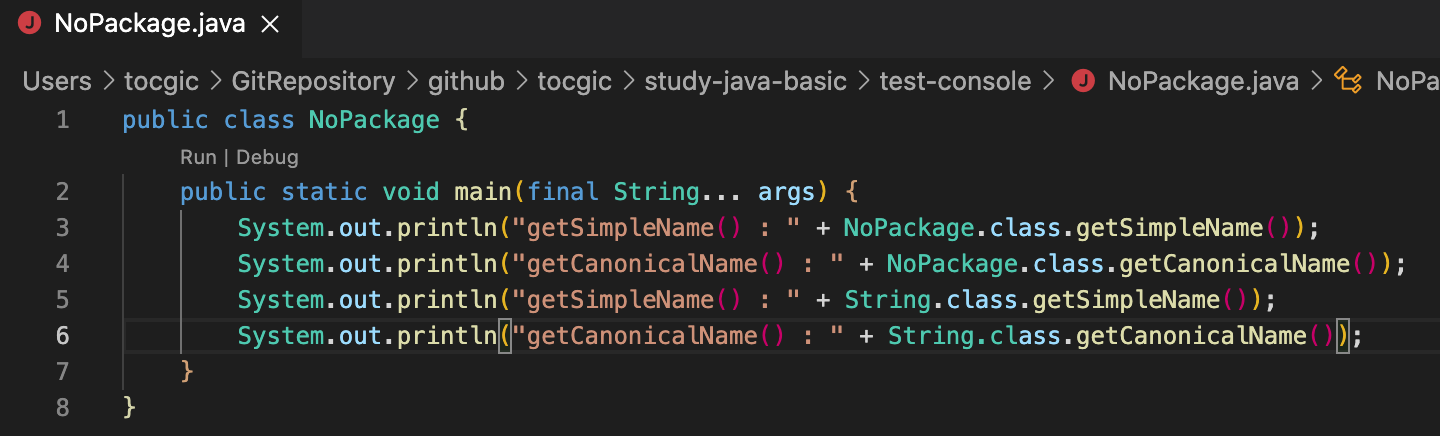 NoPackage.java
Users > tocgic > GitRepository > github > tocgic > study-java-basic > test-console > NoPackage.java > NoPa
1 public class NoPackage {
Run | Debug
2 public static void main(final String... args) {
3 System.out.println("getSimpleName() : " + NoPackage.class.getSimpleName());
4 System.out.println("getCanonicalName() : " + NoPackage.class.getCanonicalName());
5 System.out.println("getSimpleName() : " + String.class.getSimpleName());
6 System.out.println("getCanonicalName() : " + String.class.getCanonicalName());
7 }
8 }